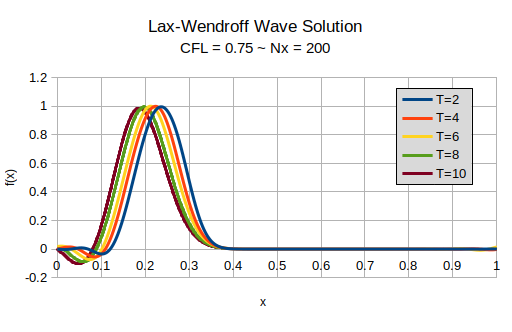 Lax-Wendroff Wave Solution
CFL = 0.75 ~ Nx = 200
1.2
1
0.8
0.6
0.4
0.2
0
-0.2
f(x)
T=2
T=4
T=6
T=8
T=10
0 0.1 0.2 0.3 0.4 0.5 0.6 0.7 0.8 0.9 1
x